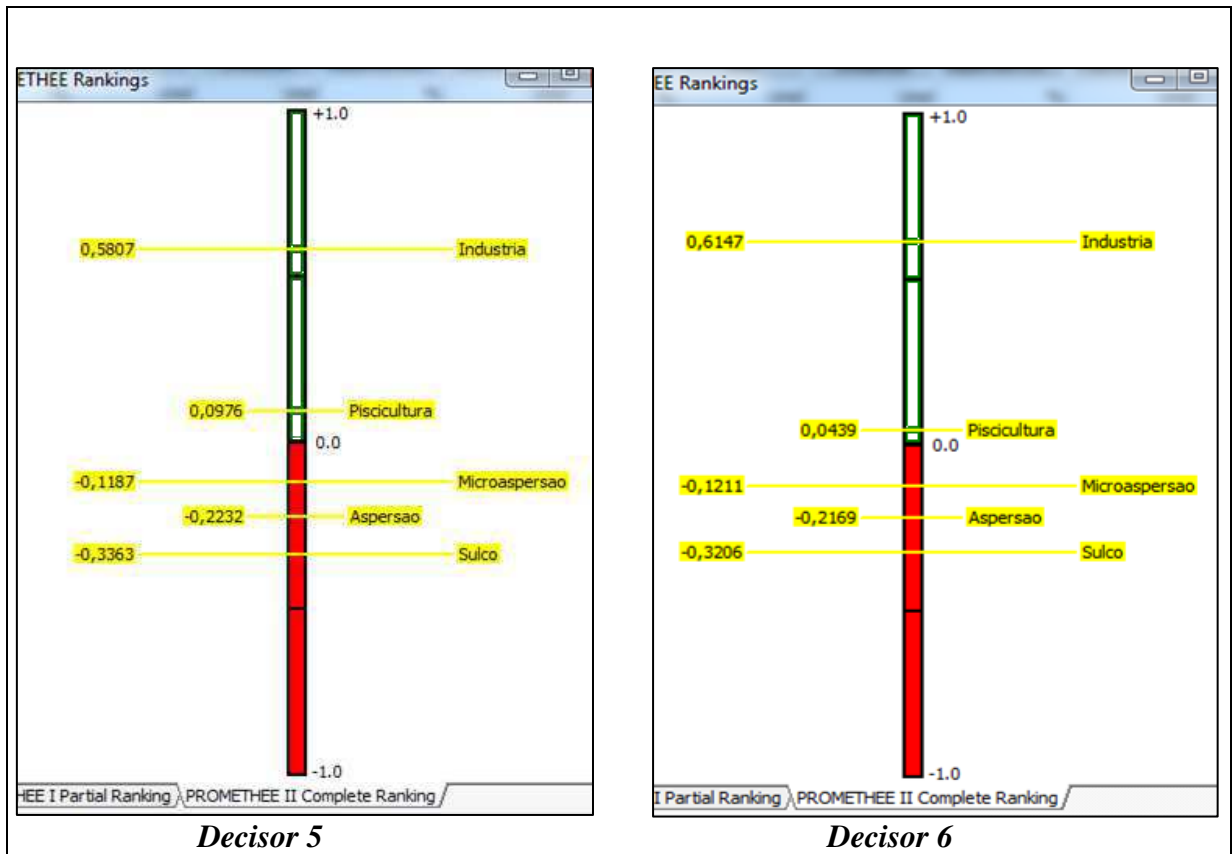 ETHEE Rankings
+1.0
0,5807 Industria
0,0976 Piscicultura
0.0
-0,1187 Microaspersao
-0,2232 Aspersao
-0,3363 Sulco
-1.0
HEE I Partial Ranking PROMETHEE II Complete Ranking
Decisor 5
EE Rankings
+1.0
0,6147 Industria
0,0439 Piscicultura
0.0
-0,1211 Microaspersao
-0,2169 Aspersao
-0,3206 Sulco
-1.0
I Partial Ranking PROMETHEE II Complete Ranking
Decisor 6